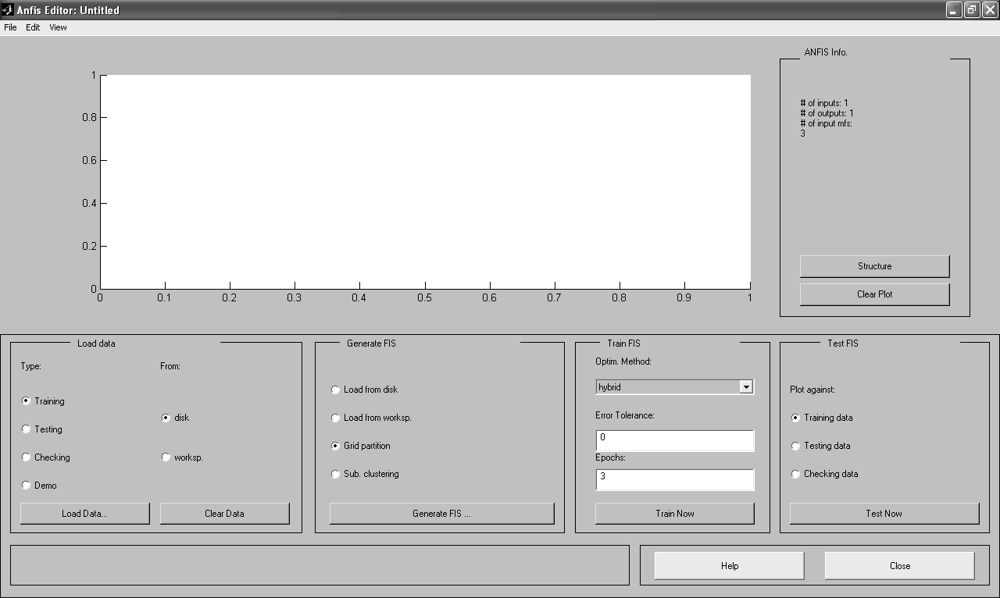 Anfis Editor: Untitled
File Edit View
ANFIS Info.
1
0.8
0.6
0.4
0.2
0
0 0.1 0.2 0.3 0.4 0.5 0.6 0.7 0.8 0.9 1
# of inputs: 1
# of outputs: 1
# of input mfs:
3
Structure
Clear Plot
Load data
Type:
From:
Training
Testing
Checking
Demo
disk
worksp.
Load Data...
Clear Data
Generate FIS
Load from disk
Load from worksp.
Grid partition
Sub. clustering
Generate FIS ...
Train FIS
Optim. Method:
hybrid
Error Tolerance:
0
Epochs:
3
Train Now
Test FIS
Plot against:
Training data
Testing data
Checking data
Test Now
Help
Close